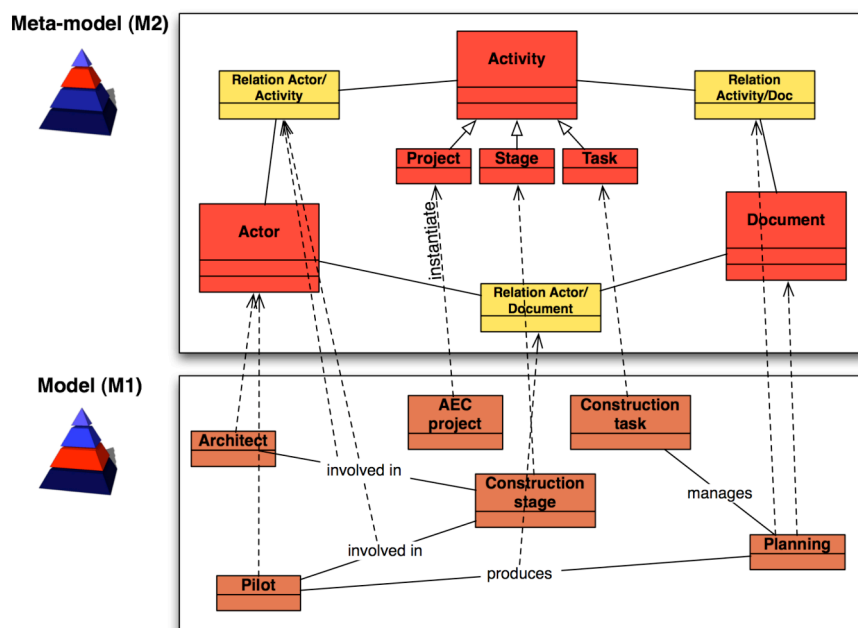 Meta-model (M2)
Relation Actor/
Activity
Activity
Relation
Activity/Doc
Project
Stage
Task
Actor
instantiate
Document
Relation Actor/
Document
Model (M1)
AEC
project
Construction
task
Architect
involved in
Construction
stage
manages
involved in
Planning
Pilot
produces